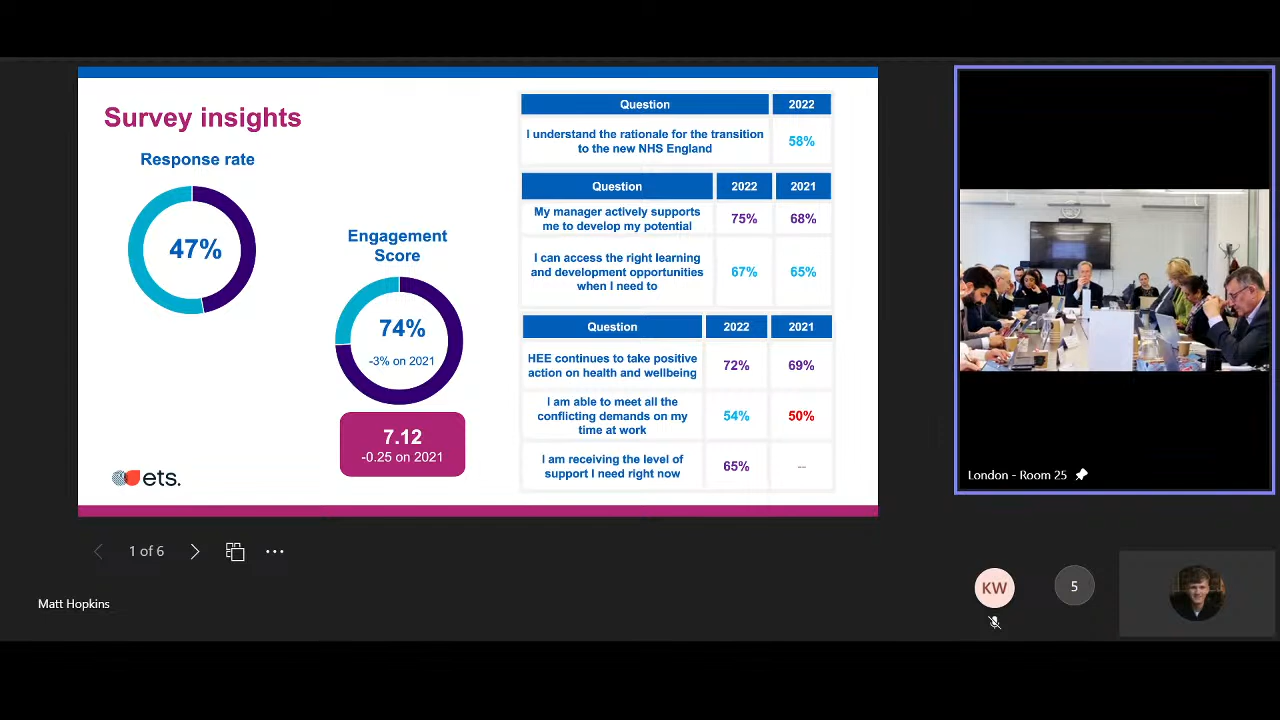 Survey insights
Response rate
47%
Engagement
Score
74%
-3% on 2021
7.12
-0.25 on 2021
ets.
Question 2022
I understand the rationale for the transition
to the new NHS England
58%
Question 2022 2021
My manager actively supports
me to develop my potential
75% 68%
I can access the right learning
and development opportunities
when I need to
67% 65%
Question 2022 2021
HEE continues to take positive
action on health and wellbeing
72% 69%
I am able to meet all the
conflicting demands on my
time at work
54% 50%
I am receiving the level of
support I need right now
65% --
1 of 6
Matt Hopkins
London - Room 25
KW
5